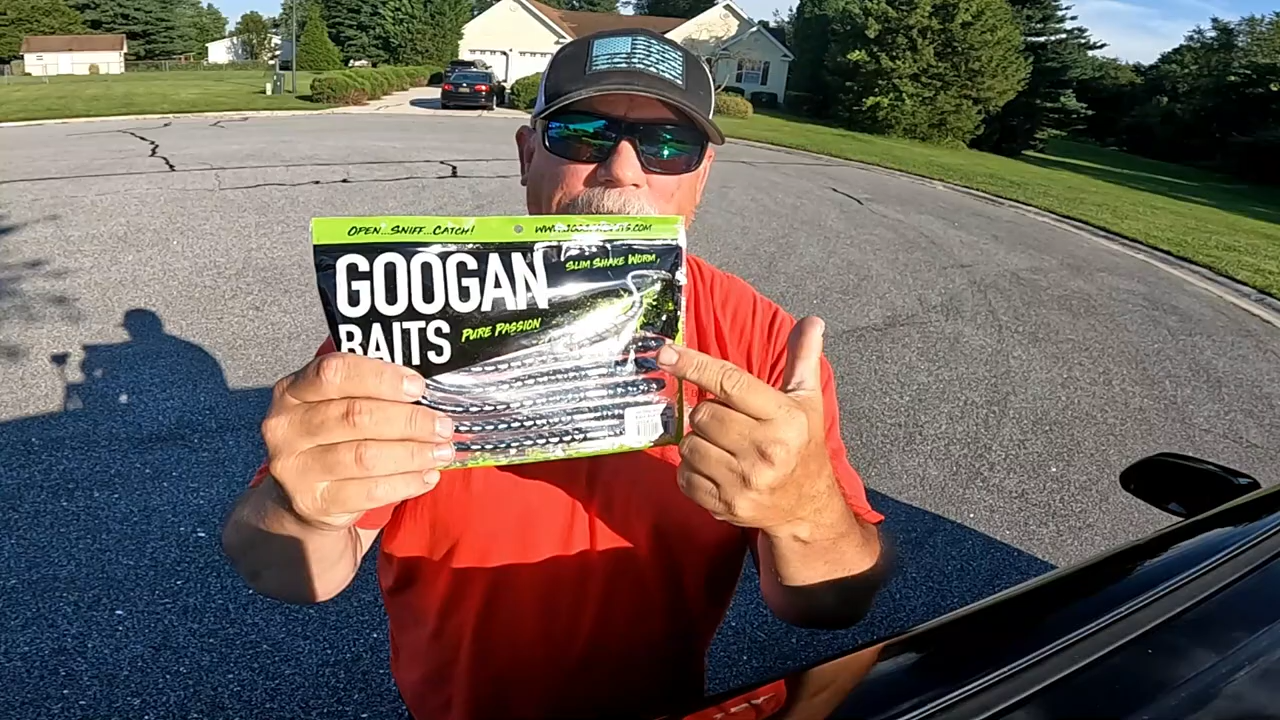 OPEN...SNIFF...CATCH!
GOOGAN
SLIM SHAKE WORM
BAITS
PURE PASSION